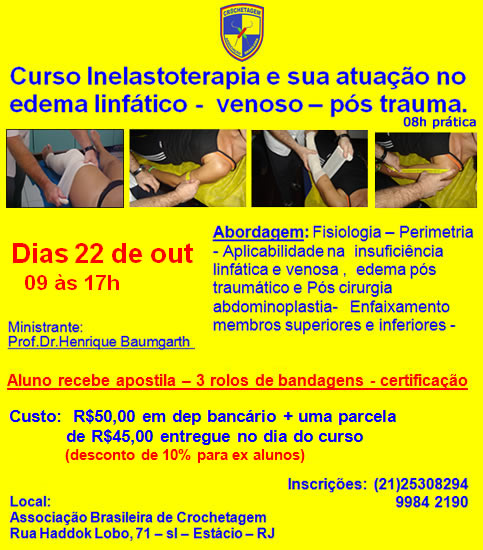 CROCHETAGEM
Curso Inelastoterapia e sua atuação no
edema linfático - venoso – pós trauma.
08h prática
Abordagem: Fisiologia – Perimetria
- Aplicabilidade na insuficiência
linfática e venosa , edema pós
traumático e Pós cirurgia
abdominoplastia- Enfaixamento
membros superiores e inferiores -
Dias 22 de out
09 às 17h
Ministrante:
Prof.Dr.Henrique Baumgarth
Aluno recebe apostila – 3 rolos de bandagens - certificação
Custo: R$50,00 em dep bancário + uma parcela
de R$45,00 entregue no dia do curso
(desconto de 10% para ex alunos)
Inscrições: (21)25308294
9984 2190
Local:
Associação Brasileira de Crochetagem
Rua Haddok Lobo, 71 – sl – Estácio – RJ